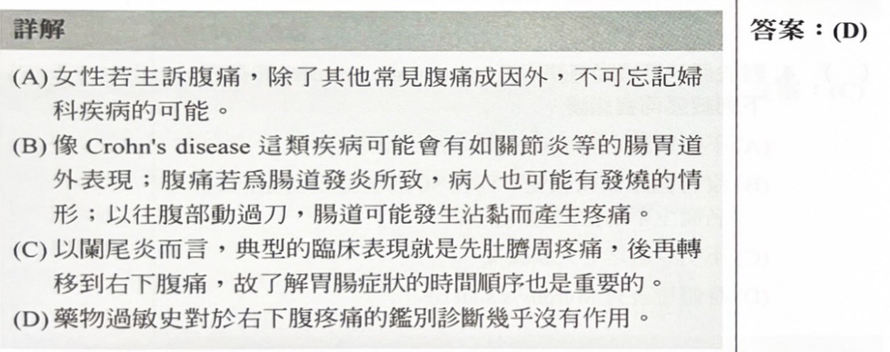 詳解
(A) 女性若主訴腹痛，除了其他常見腹痛成因外，不可忘記婦
科疾病的可能。
(B) 像 Crohn's disease 這類疾病可能會有如關節炎等的腸胃道
外表現；腹痛若為腸道發炎所致，病人也可能有發燒的情
形；以往腹部動過刀，腸道可能發生沾黏而產生疼痛。
(C) 以闌尾炎而言，典型的臨床表現就是先肚臍周疼痛，後再轉
移到右下腹痛，故了解胃腸症狀的時間順序也是重要的。
(D) 藥物過敏史對於右下腹疼痛的鑑別診斷幾乎沒有作用。
答案：(D)